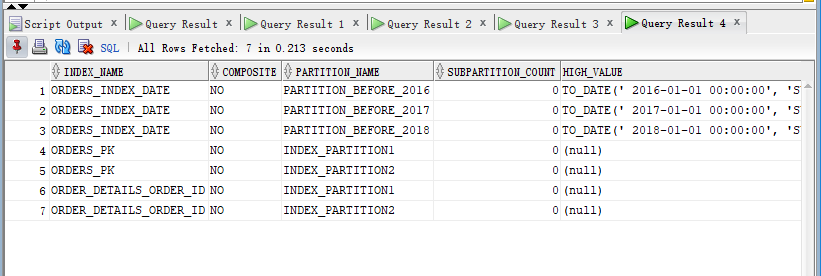 Script Output × Query Result × Query Result 1 × Query Result 2 × Query Result 3 × Query Result 4 ×
SQL | All Rows Fetched: 7 in 0.213 seconds
INDEX_NAME COMPOSITE PARTITION_NAME SUBPARTITION_COUNT HIGH_VALUE
1 ORDERS_INDEX_DATE NO PARTITION_BEFORE_2016 0 TO_DATE(' 2016-01-01 00:00:00', 'S
2 ORDERS_INDEX_DATE NO PARTITION_BEFORE_2017 0 TO_DATE(' 2017-01-01 00:00:00', 'S
3 ORDERS_INDEX_DATE NO PARTITION_BEFORE_2018 0 TO_DATE(' 2018-01-01 00:00:00', 'S
4 ORDERS_PK NO INDEX_PARTITION1 0 (null)
5 ORDERS_PK NO INDEX_PARTITION2 0 (null)
6 ORDER_DETAILS_ORDER_ID NO INDEX_PARTITION1 0 (null)
7 ORDER_DETAILS_ORDER_ID NO INDEX_PARTITION2 0 (null)